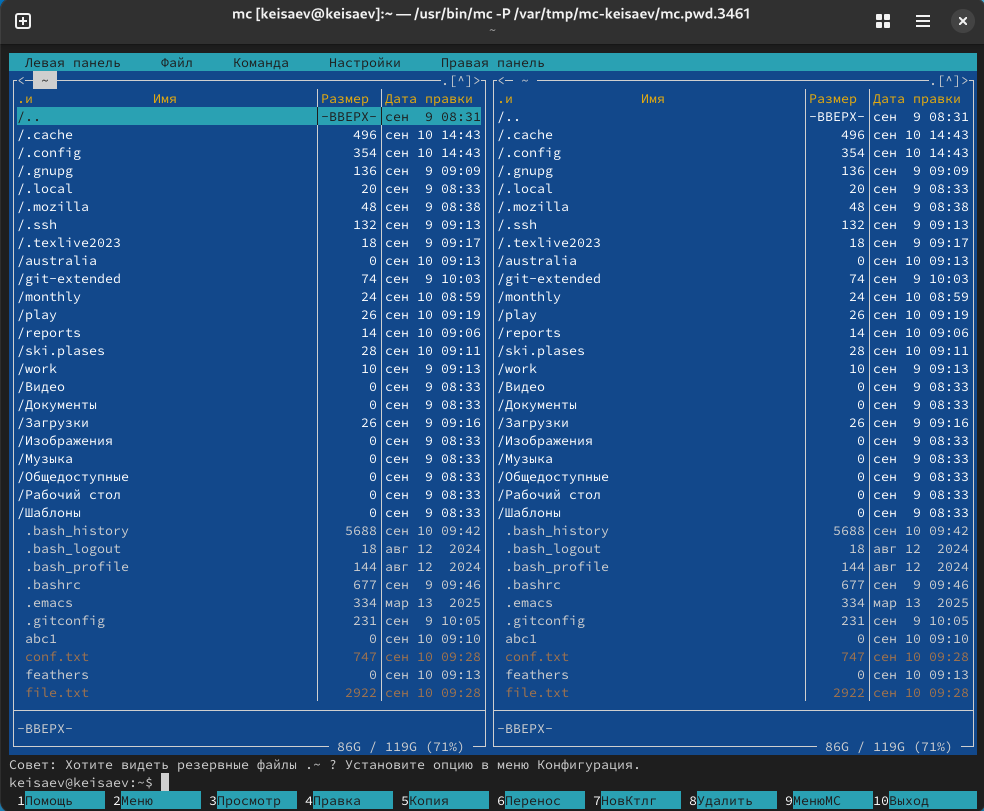 mc [keisaev@keisaev]:~ — /usr/bin/mc -P /var/tmp/mc-keisaev/mc.pwd.3461
~
Левая панель Файл Команда Настройки Правая панель
<─ ~ .[^]> <─ ~ .[^]>
.и Имя Размер Дата правки .и Имя Размер Дата правки
/.. -ВВЕРХ- сен 9 08:31 /.. -ВВЕРХ- сен 9 08:31
/.cache 496 сен 10 14:43 /.cache 496 сен 10 14:43
/.config 354 сен 10 14:43 /.config 354 сен 10 14:43
/.gnupg 136 сен 9 09:09 /.gnupg 136 сен 9 09:09
/.local 20 сен 9 08:33 /.local 20 сен 9 08:33
/.mozilla 48 сен 9 08:38 /.mozilla 48 сен 9 08:38
/.ssh 132 сен 9 09:13 /.ssh 132 сен 9 09:13
/.texlive2023 18 сен 9 09:17 /.texlive2023 18 сен 9 09:17
/australia 0 сен 10 09:13 /australia 0 сен 10 09:13
/git-extended 74 сен 9 10:03 /git-extended 74 сен 9 10:03
/monthly 24 сен 10 08:59 /monthly 24 сен 10 08:59
/play 26 сен 10 09:19 /play 26 сен 10 09:19
/reports 14 сен 10 09:06 /reports 14 сен 10 09:06
/ski.plases 28 сен 10 09:11 /ski.plases 28 сен 10 09:11
/work 10 сен 9 09:13 /work 10 сен 9 09:13
/Видео 0 сен 9 08:33 /Видео 0 сен 9 08:33
/Документы 0 сен 9 08:33 /Документы 0 сен 9 08:33
/Загрузки 26 сен 9 09:16 /Загрузки 26 сен 9 09:16
/Изображения 0 сен 9 08:33 /Изображения 0 сен 9 08:33
/Музыка 0 сен 9 08:33 /Музыка 0 сен 9 08:33
/Общедоступные 0 сен 9 08:33 /Общедоступные 0 сен 9 08:33
/Рабочий стол 0 сен 9 08:33 /Рабочий стол 0 сен 9 08:33
/Шаблоны 0 сен 9 08:33 /Шаблоны 0 сен 9 08:33
.bash_history 5688 сен 10 09:42 .bash_history 5688 сен 10 09:42
.bash_logout 18 авг 12 2024 .bash_logout 18 авг 12 2024
.bash_profile 144 авг 12 2024 .bash_profile 144 авг 12 2024
.bashrc 677 сен 9 09:46 .bashrc 677 сен 9 09:46
.emacs 334 мар 13 2025 .emacs 334 мар 13 2025
.gitconfig 231 сен 9 10:05 .gitconfig 231 сен 9 10:05
abc1 0 сен 10 09:10 abc1 0 сен 10 09:10
conf.txt 747 сен 10 09:28 conf.txt 747 сен 10 09:28
feathers 0 сен 10 09:13 feathers 0 сен 10 09:13
file.txt 2922 сен 10 09:28 file.txt 2922 сен 10 09:28
-ВВЕРХ- -ВВЕРХ-
86G / 119G (71%) 86G / 119G (71%)
Совет: Хотите видеть резервные файлы .~ ? Установите опцию в меню Конфигурация.
keisaev@keisaev:~$
1Помощь 2Меню 3Просмотр 4Правка 5Копия 6Перенос 7НовКтлг 8Удалить 9МенюMC 10Выход